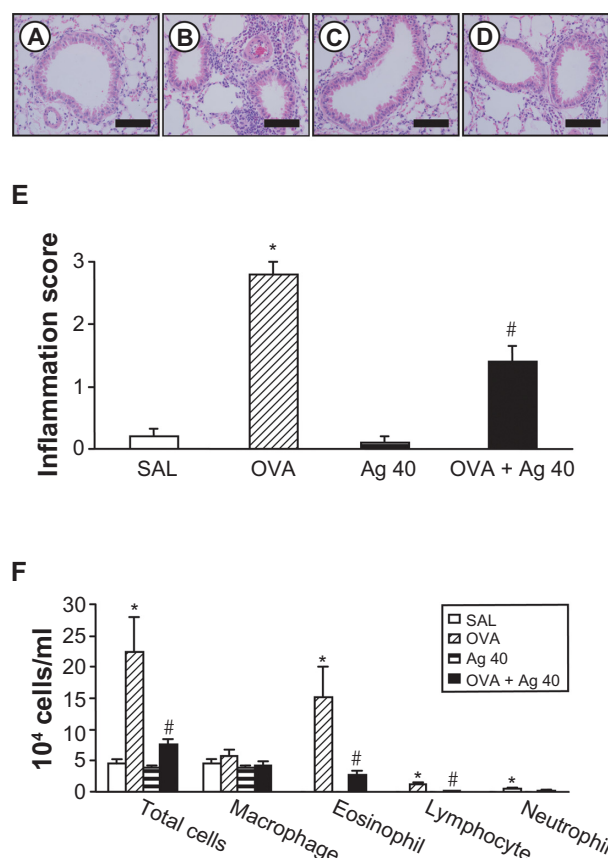 A B C D
E
Inflammation score
3
2
1
0
*
#
SAL OVA Ag 40 OVA + Ag 40
F
10⁴ cells/ml
30
25
20
15
10
5
0
* # * # * # *
SAL
OVA
Ag 40
OVA + Ag 40
Total cells Macrophage Eosinophil Lymphocyte Neutrophil